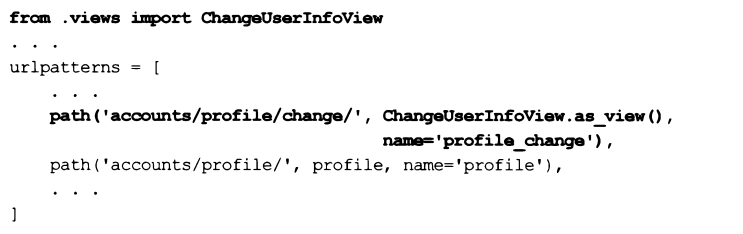 from .views import ChangeUserInfoView
. . .
urlpatterns = [
    . . .
    path('accounts/profile/change/', ChangeUserInfoView.as_view(),
                                     name='profile_change'),
    path('accounts/profile/', profile, name='profile'),
    . . .
]